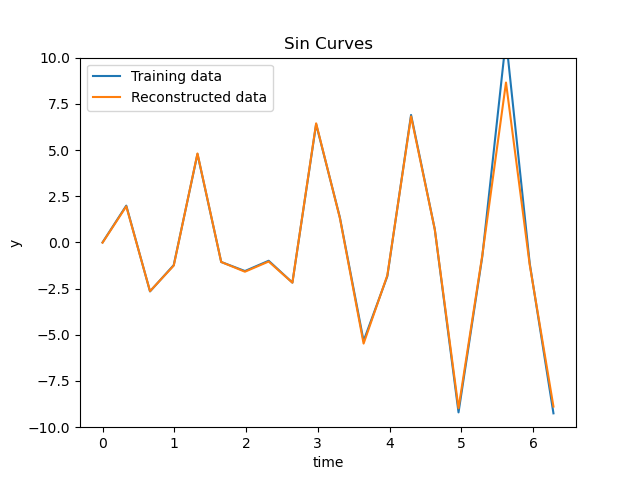 Sin Curves
Training data
Reconstructed data
10.0
7.5
5.0
2.5
0.0
−2.5
−5.0
−7.5
−10.0
y
0 1 2 3 4 5 6
time